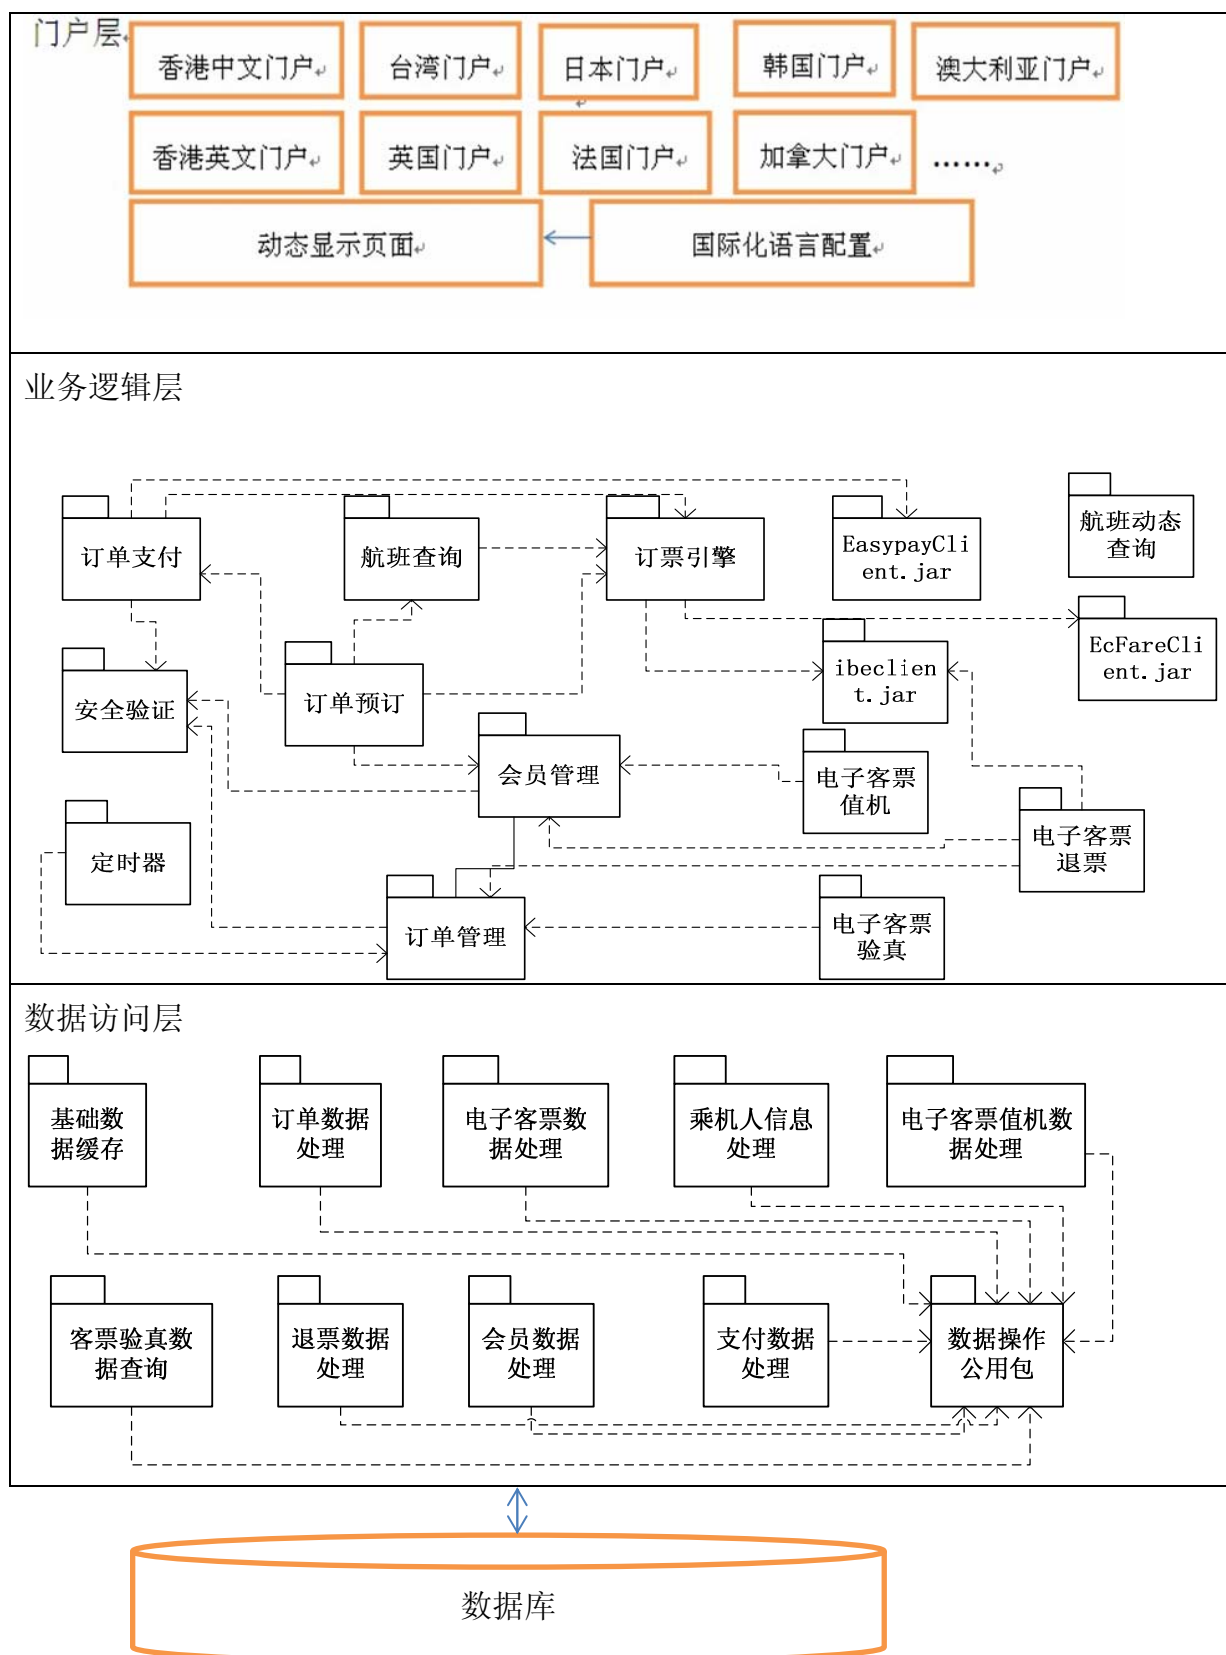 门户层
香港中文门户
台湾门户
日本门户
韩国门户
澳大利亚门户
香港英文门户
英国门户
法国门户
加拿大门户
……
动态显示页面
国际化语言配置
业务逻辑层
订单支付
航班查询
订票引擎
EasypayCli
ent.jar
航班动态
查询
安全验证
订单预订
ibeclien
t.jar
EcFareCli
ent.jar
会员管理
电子客票
值机
定时器
电子客票
退票
订单管理
电子客票
验真
数据访问层
基础数
据缓存
订单数据
处理
电子客票数
据处理
乘机人信息
处理
电子客票值机数
据处理
客票验真数
据查询
退票数据
处理
会员数据
处理
支付数据
处理
数据操作
公用包
数据库